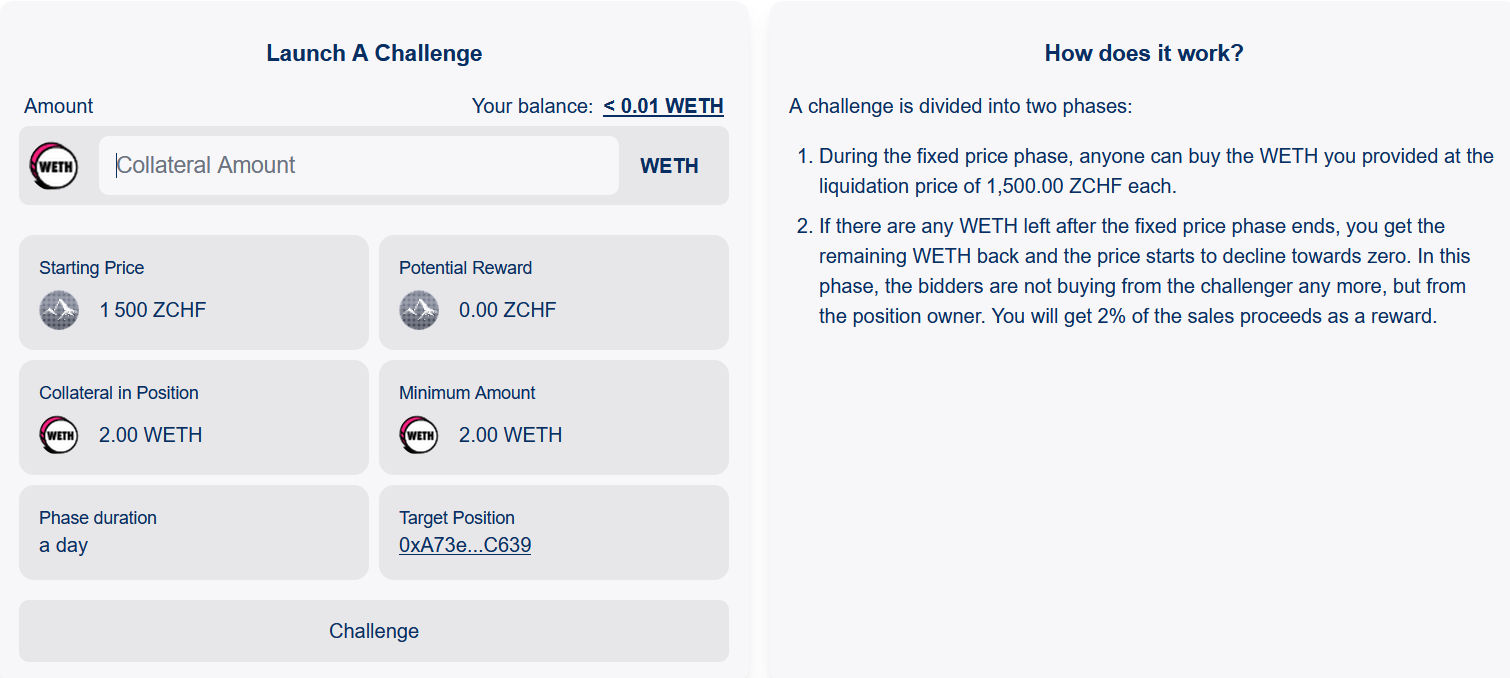 Launch A Challenge
Amount
Your balance: < 0.01 WETH
WETH
Collateral Amount
WETH
Starting Price
1 500 ZCHF
Potential Reward
0.00 ZCHF
Collateral in Position
WETH
2.00 WETH
Minimum Amount
WETH
2.00 WETH
Phase duration
a day
Target Position
0xA73e...C639
Challenge
How does it work?
A challenge is divided into two phases:
1. During the fixed price phase, anyone can buy the WETH you provided at the
liquidation price of 1,500.00 ZCHF each.
2. If there are any WETH left after the fixed price phase ends, you get the
remaining WETH back and the price starts to decline towards zero. In this
phase, the bidders are not buying from the challenger any more, but from
the position owner. You will get 2% of the sales proceeds as a reward.